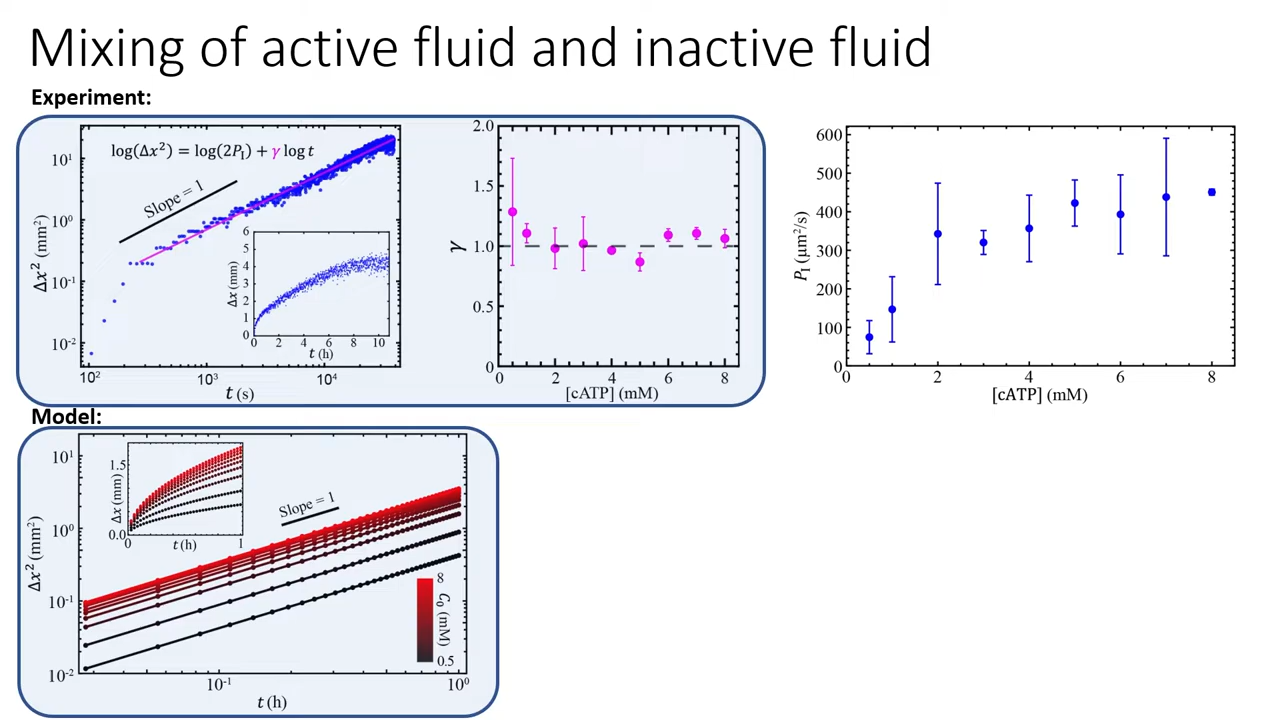 Mixing of active fluid and inactive fluid
Experiment:
log(Δx²) = log(2P_I) + γ log t
Slope = 1
Δx² (mm²)
10¹
10⁰
10⁻¹
10⁻²
10²
10³
10⁴
t (s)
Δx (mm)
6
5
4
3
2
1
0
0 2 4 6 8 10
t (h)
γ
2.0
1.5
1.0
0.5
0
0 2 4 6 8
[cATP] (mM)
P_I (μm²/s)
600
500
400
300
200
100
0
0 2 4 6 8
[cATP] (mM)
Model:
Δx² (mm²)
10¹
10⁰
10⁻¹
10⁻²
10⁻¹
10⁰
t (h)
Δx (mm)
1.5
0.0
0 1
t (h)
Slope = 1
8
C₀ (mM)
0.5